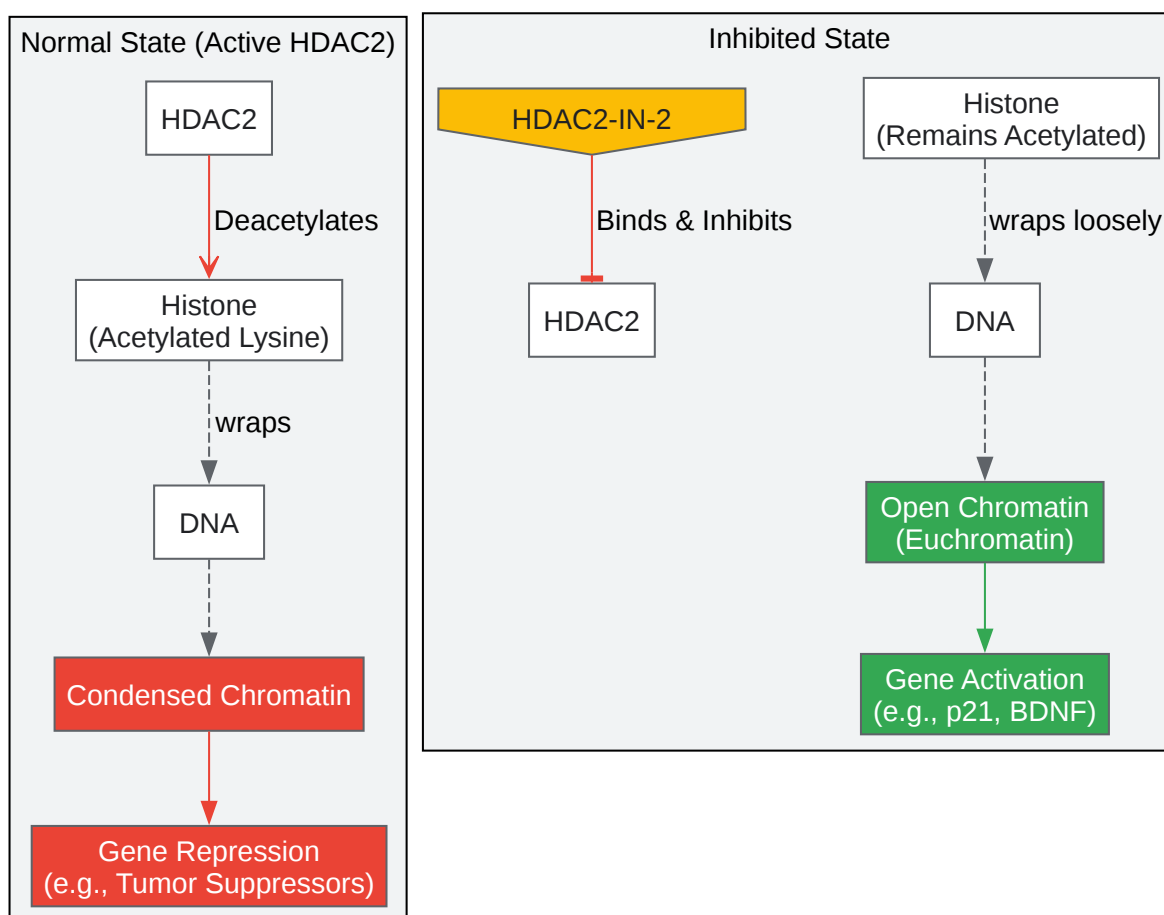 Normal State (Active HDAC2)
HDAC2
Deacetylates
Histone
(Acetylated Lysine)
wraps
DNA
Condensed Chromatin
Gene Repression
(e.g., Tumor Suppressors)
Inhibited State
HDAC2-IN-2
Binds & Inhibits
HDAC2
Histone
(Remains Acetylated)
wraps loosely
DNA
Open Chromatin
(Euchromatin)
Gene Activation
(e.g., p21, BDNF)